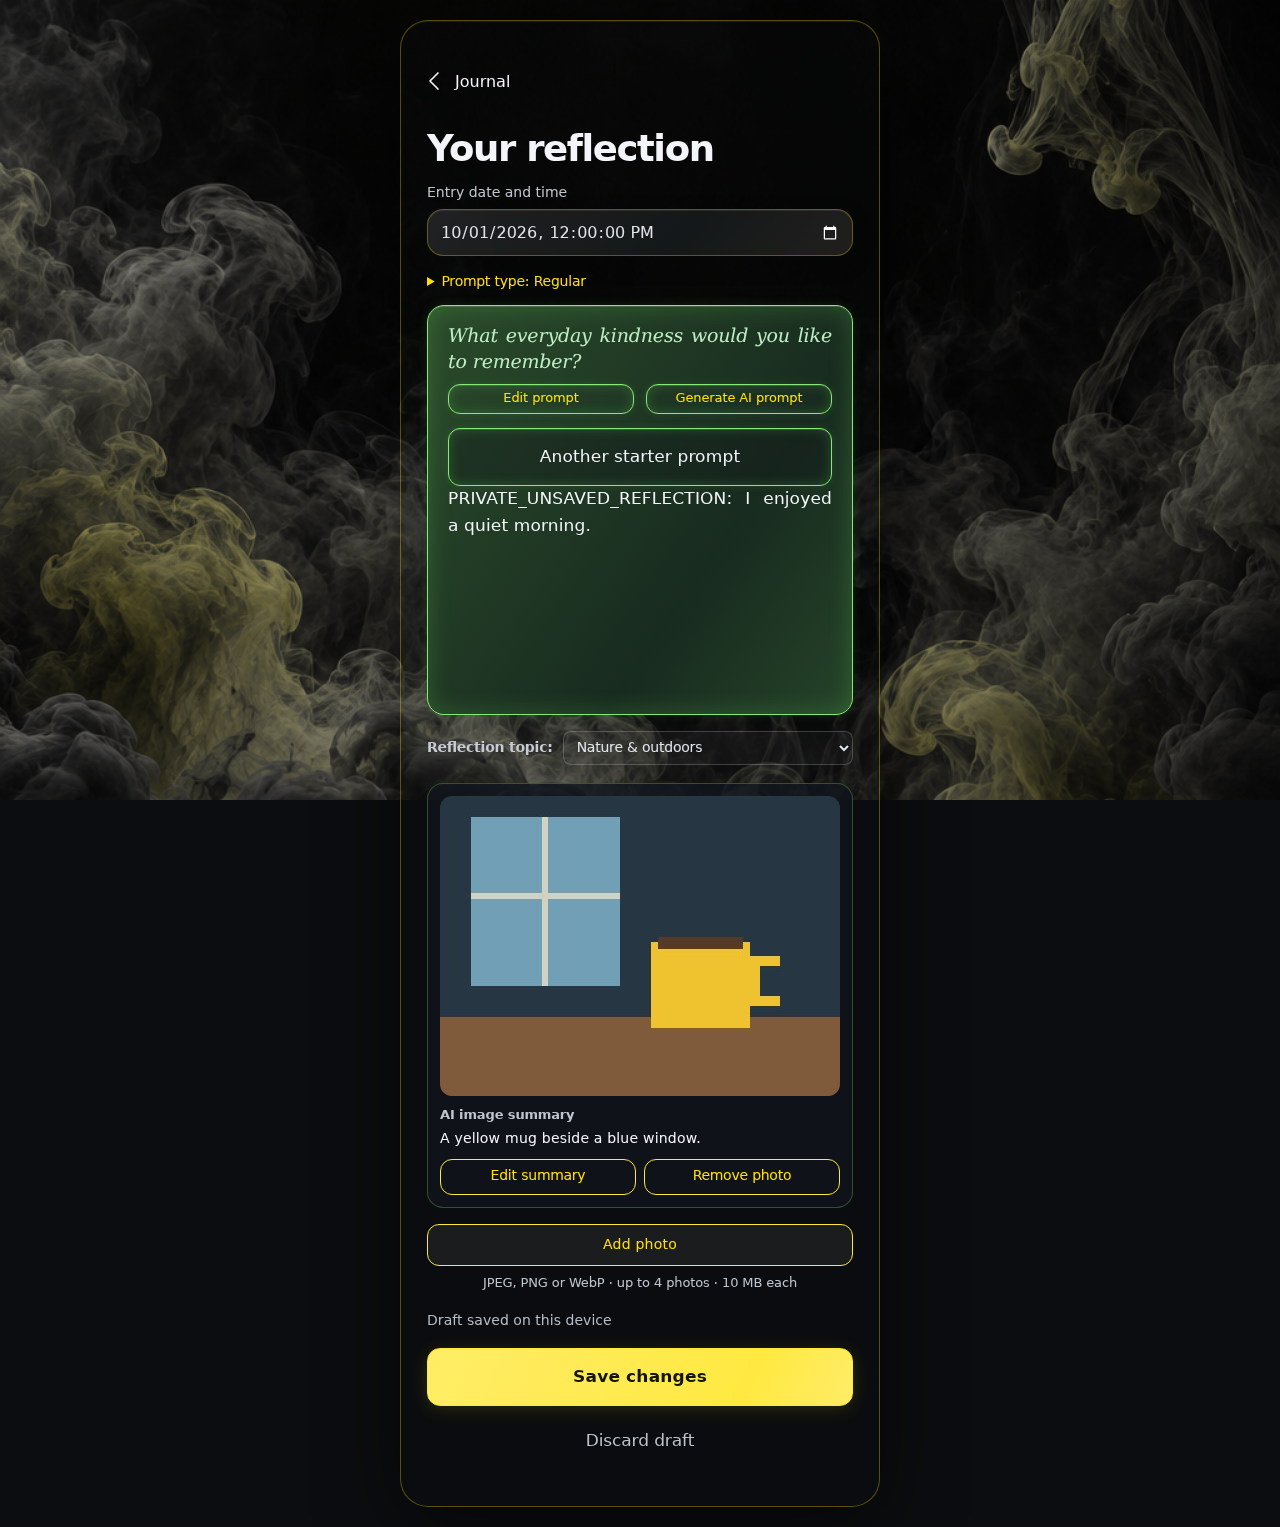 Journal
Your reflection
Entry date and time
10/01/2026, 12:00:00 PM
Prompt type: Regular
What everyday kindness would you like
to remember?
Edit prompt
Generate AI prompt
Another starter prompt
PRIVATE_UNSAVED_REFLECTION: I enjoyed
a quiet morning.
Reflection topic:
Nature & outdoors
AI image summary
A yellow mug beside a blue window.
Edit summary
Remove photo
Add photo
JPEG, PNG or WebP · up to 4 photos · 10 MB each
Draft saved on this device
Save changes
Discard draft